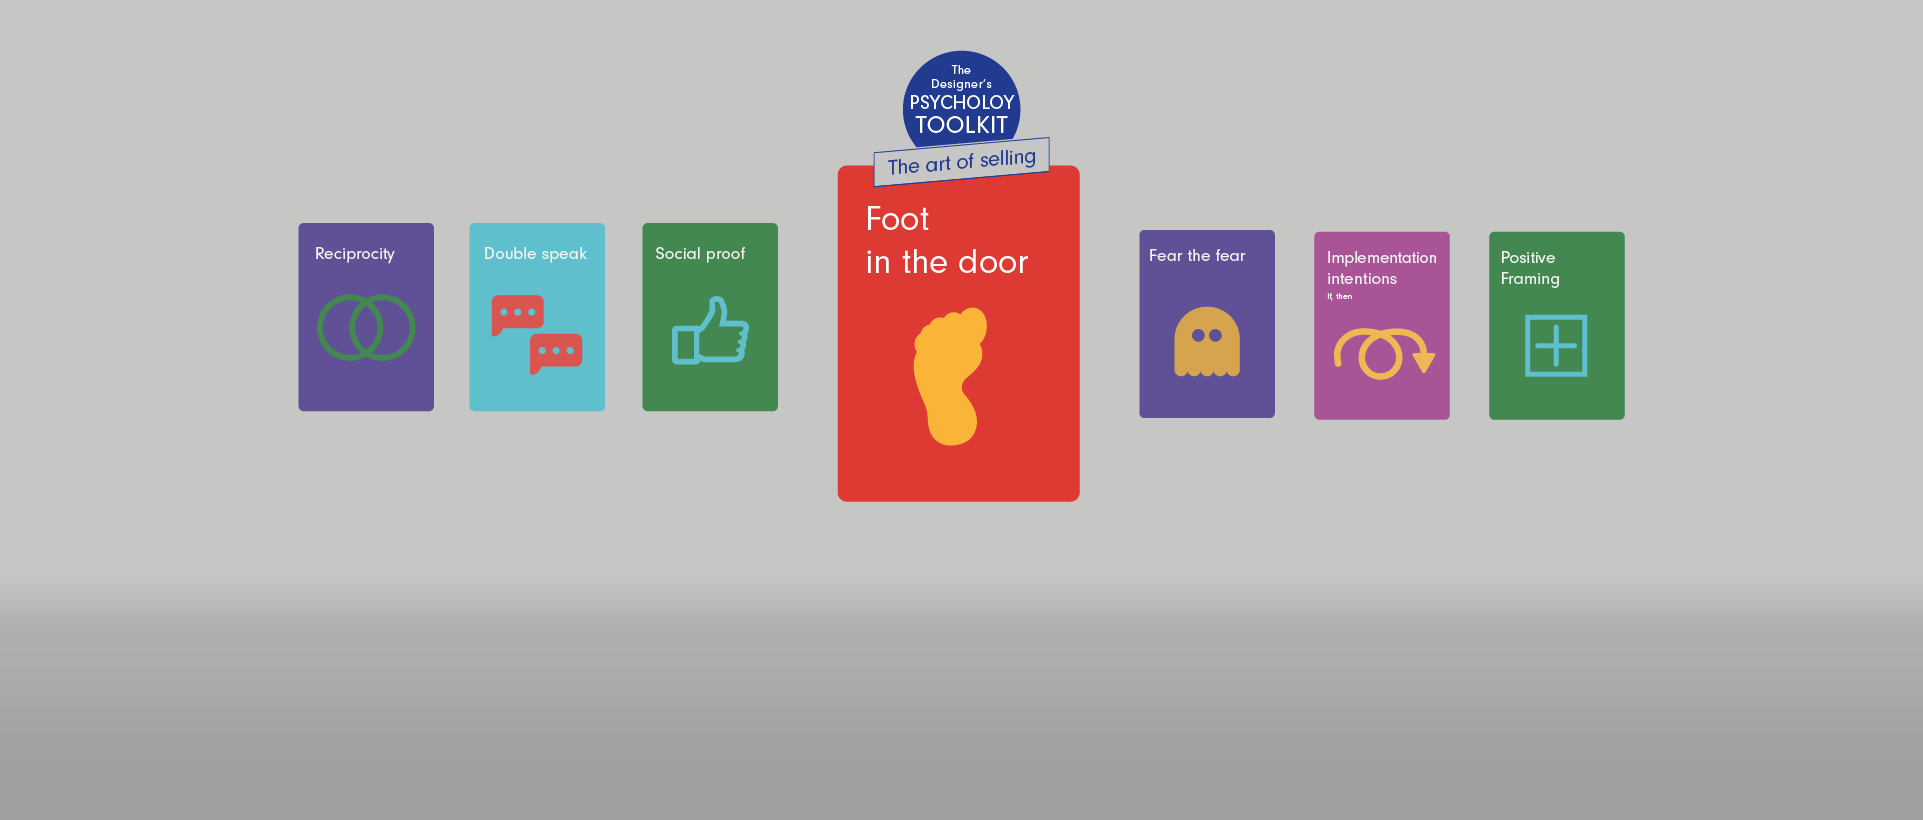 The
Designer's
PSYCHOLOY
TOOLKIT
The art of selling
Reciprocity
Double speak
Social proof
Foot
in the door
Fear the fear
Implementation
intentions
If, then
Positive
Framing